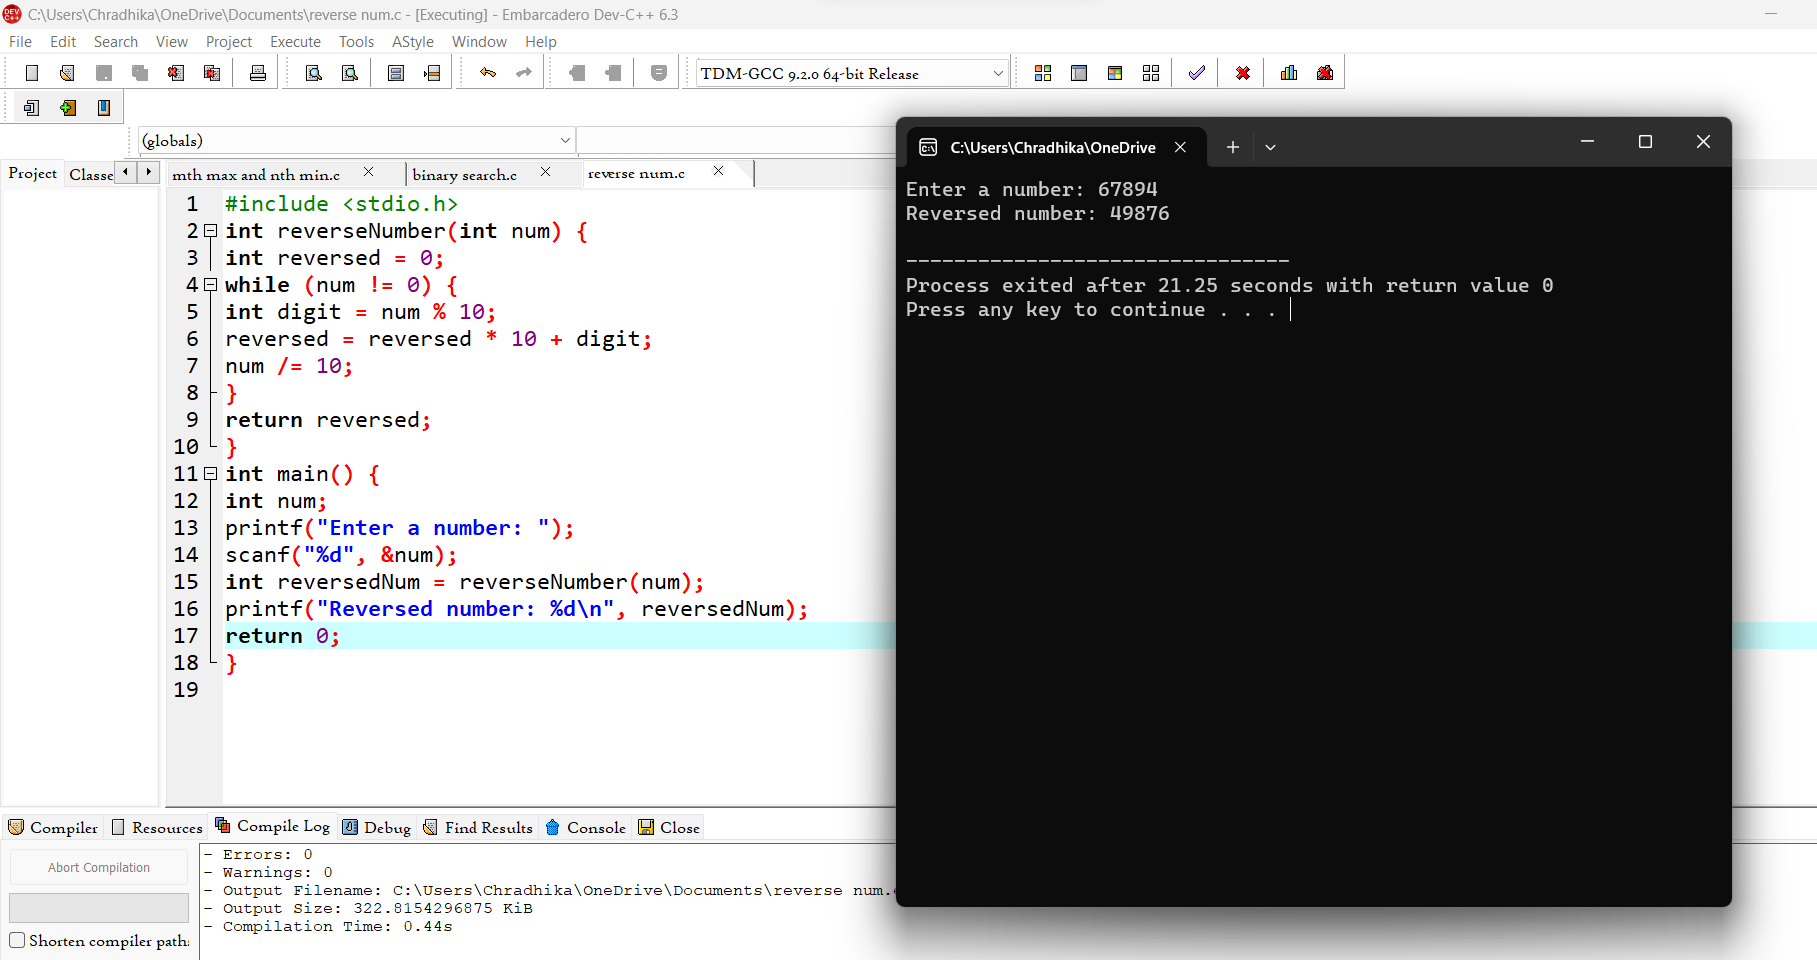 C:\Users\Chradhika\OneDrive\Documents\reverse num.c - [Executing] - Embarcadero Dev-C++ 6.3
File Edit Search View Project Execute Tools AStyle Window Help
TDM-GCC 9.2.0 64-bit Release
(globals)
Project Classe
mth max and nth min.c binary search.c reverse num.c
1 #include <stdio.h>
2 int reverseNumber(int num) {
3 int reversed = 0;
4 while (num != 0) {
5 int digit = num % 10;
6 reversed = reversed * 10 + digit;
7 num /= 10;
8 }
9 return reversed;
10 }
11 int main() {
12 int num;
13 printf("Enter a number: ");
14 scanf("%d", &num);
15 int reversedNum = reverseNumber(num);
16 printf("Reversed number: %d\n", reversedNum);
17 return 0;
18 }
19
C:\Users\Chradhika\OneDrive
Enter a number: 67894
Reversed number: 49876
--------------------------------
Process exited after 21.25 seconds with return value 0
Press any key to continue . . .
Compiler Resources Compile Log Debug Find Results Console Close
Abort Compilation
Shorten compiler path
- Errors: 0
- Warnings: 0
- Output Filename: C:\Users\Chradhika\OneDrive\Documents\reverse num.
- Output Size: 322.8154296875 KiB
- Compilation Time: 0.44s